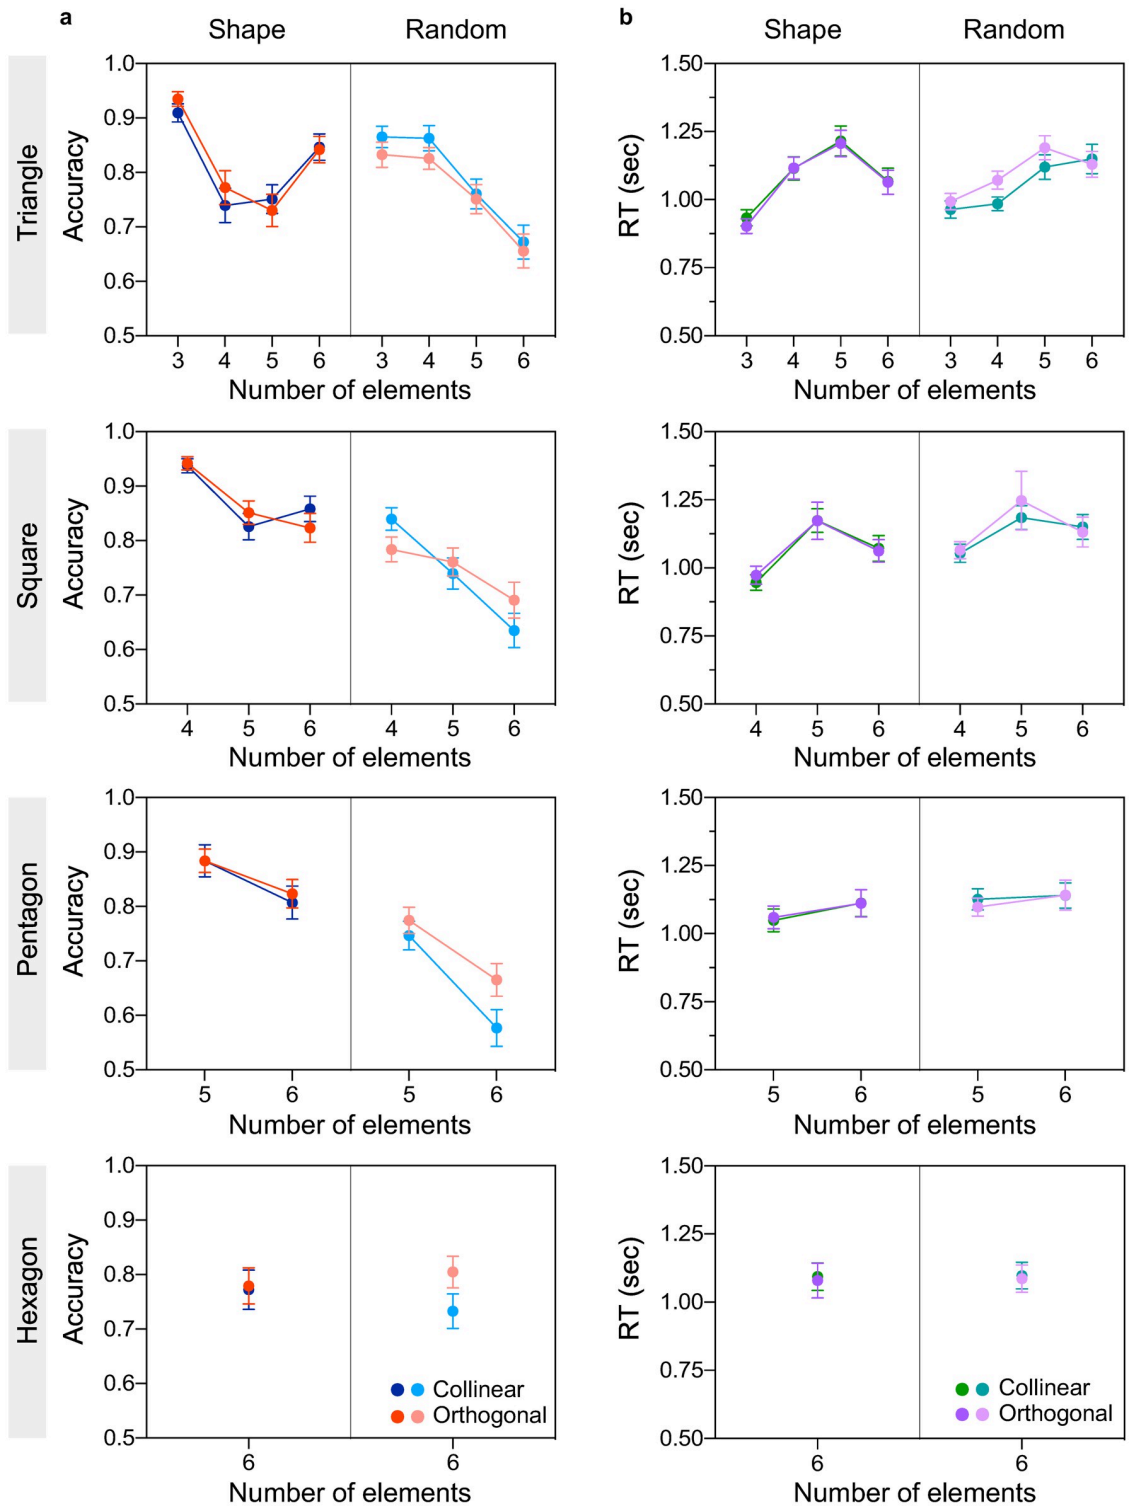 a
Shape
Random
b
Shape
Random
Triangle
Accuracy
1.0
0.9
0.8
0.7
0.6
0.5
3
4
5
6
3
4
5
6
Number of elements
RT (sec)
1.50
1.25
1.00
0.75
0.50
3
4
5
6
3
4
5
6
Number of elements
Square
Accuracy
1.0
0.9
0.8
0.7
0.6
0.5
4
5
6
4
5
6
Number of elements
RT (sec)
1.50
1.25
1.00
0.75
0.50
4
5
6
4
5
6
Number of elements
Pentagon
Accuracy
1.0
0.9
0.8
0.7
0.6
0.5
5
6
5
6
Number of elements
RT (sec)
1.50
1.25
1.00
0.75
0.50
5
6
5
6
Number of elements
Hexagon
Accuracy
1.0
0.9
0.8
0.7
0.6
0.5
Collinear
Orthogonal
6
6
Number of elements
RT (sec)
1.50
1.25
1.00
0.75
0.50
Collinear
Orthogonal
6
6
Number of elements